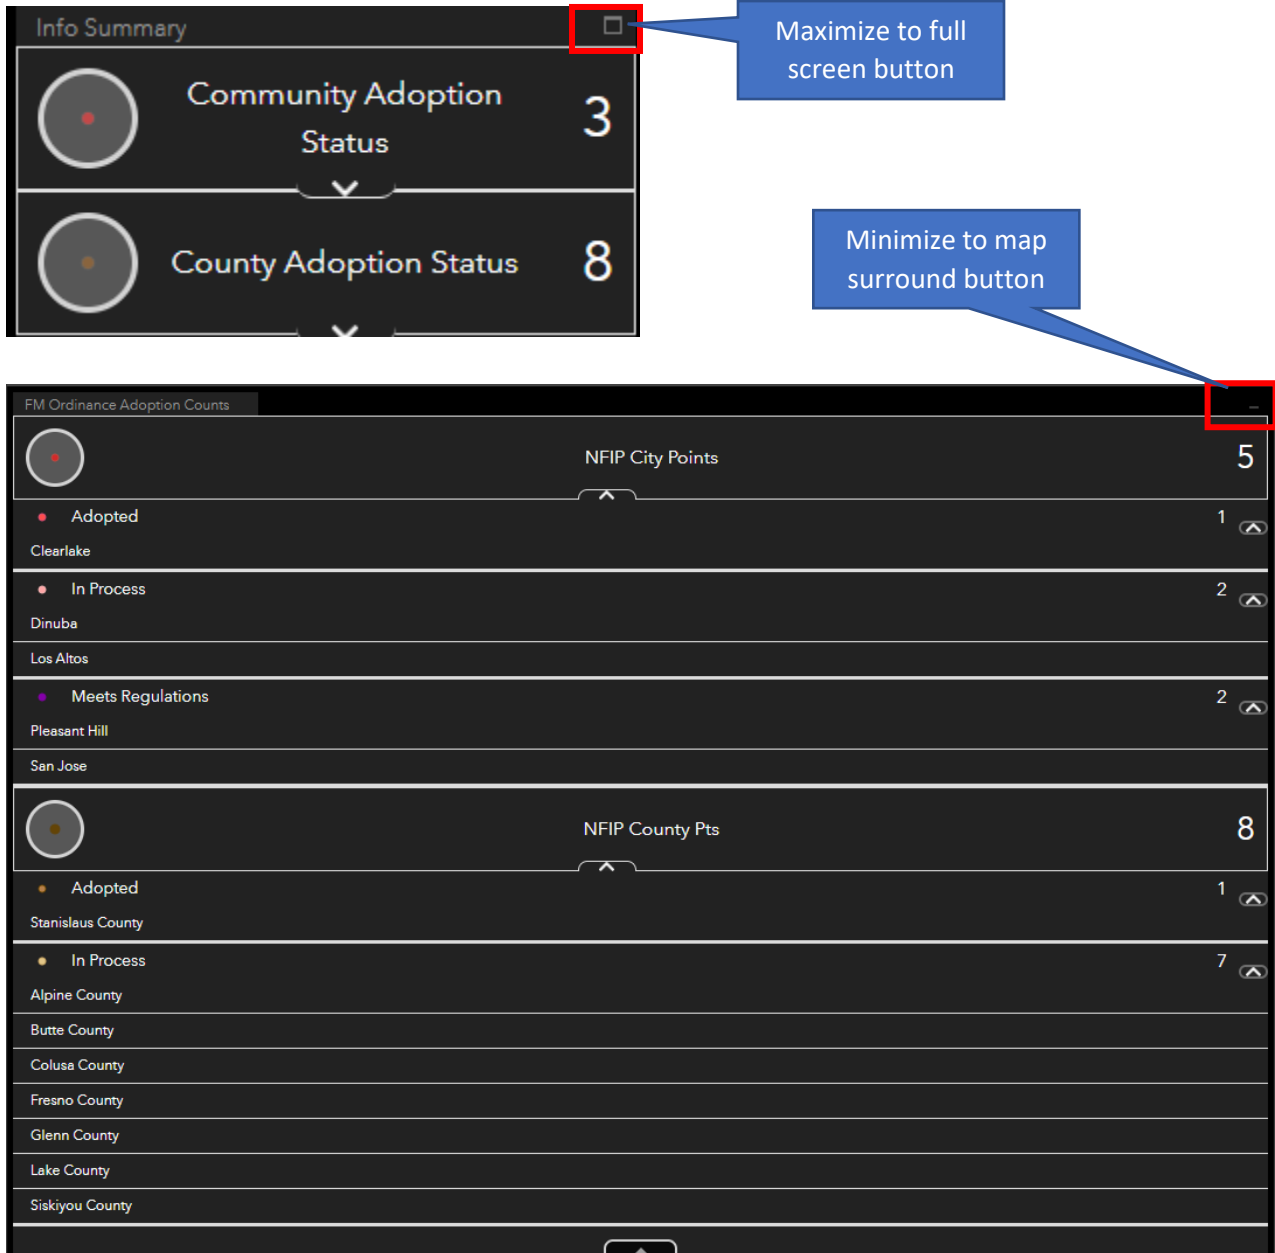 Info Summary
Maximize to full
screen button
Community Adoption
Status
3
County Adoption Status
8
Minimize to map
surround button
FM Ordinance Adoption Counts
NFIP City Points
5
Adopted
1
Clearlake
In Process
2
Dinuba
Los Altos
Meets Regulations
2
Pleasant Hill
San Jose
NFIP County Pts
8
Adopted
1
Stanislaus County
In Process
7
Alpine County
Butte County
Colusa County
Fresno County
Glenn County
Lake County
Siskiyou County